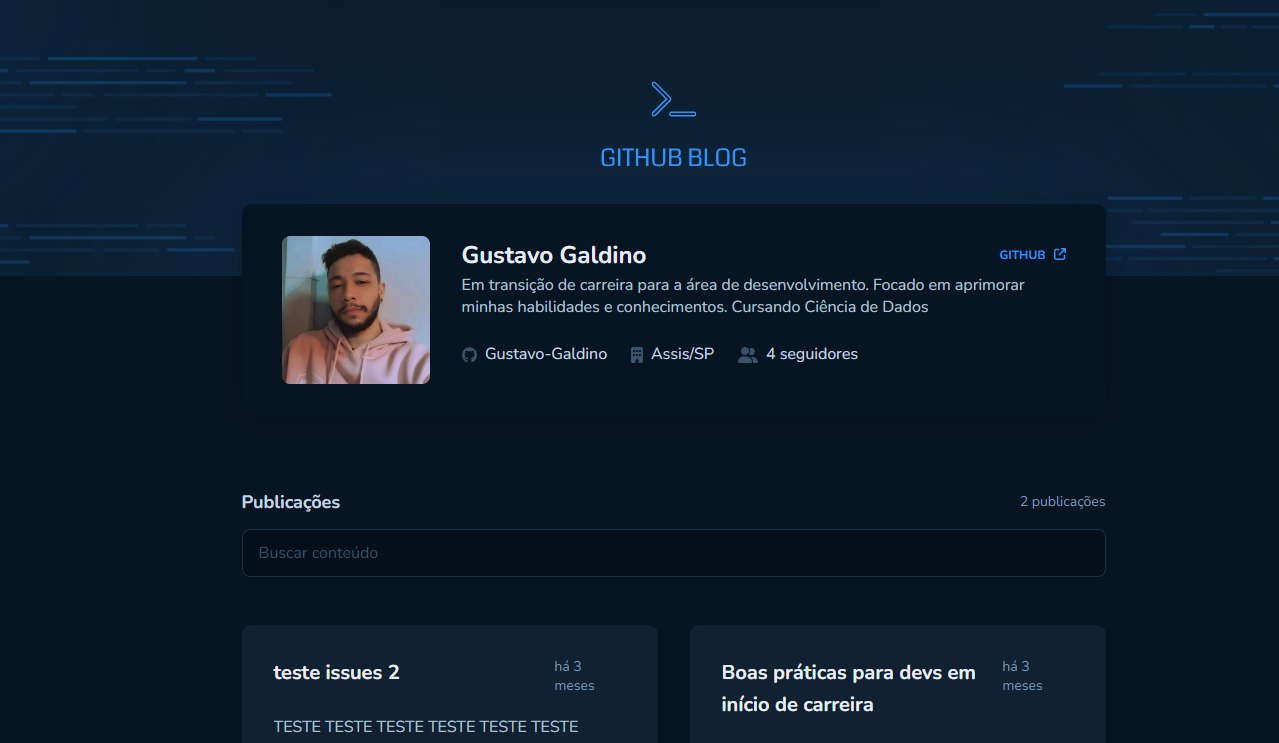 GITHUB BLOG
Gustavo Galdino
GITHUB
Em transição de carreira para a área de desenvolvimento. Focado em aprimorar
minhas habilidades e conhecimentos. Cursando Ciência de Dados
Gustavo-Galdino
Assis/SP
4 seguidores
Publicações
2 publicações
Buscar conteúdo
teste issues 2
há 3
meses
TESTE TESTE TESTE TESTE TESTE TESTE
Boas práticas para devs em
início de carreira
há 3
meses